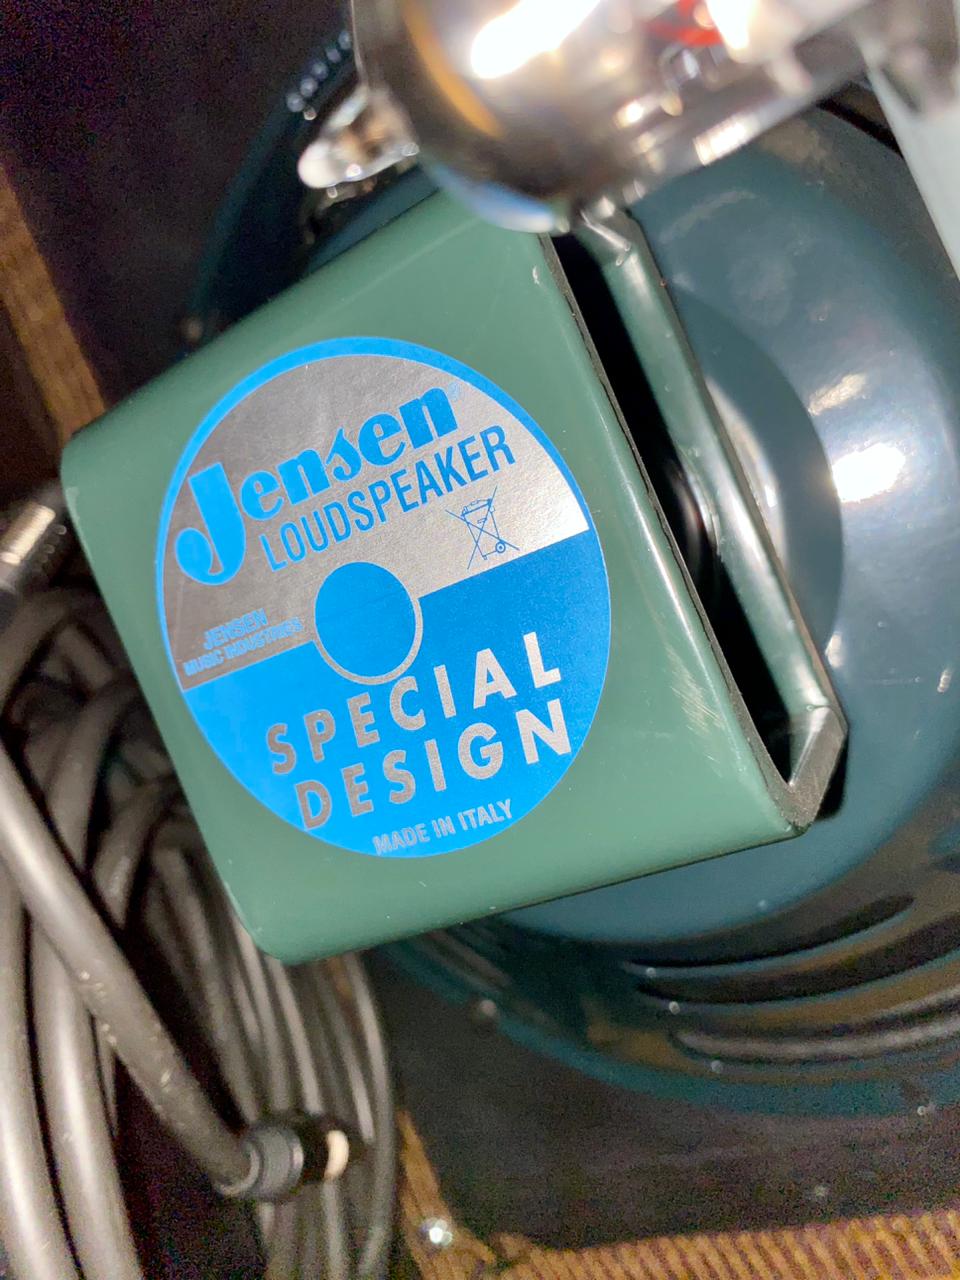 Jensen
LOUDSPEAKER
JENSEN
MUSIC INDUSTRIES
SPECIAL
DESIGN
MADE IN ITALY